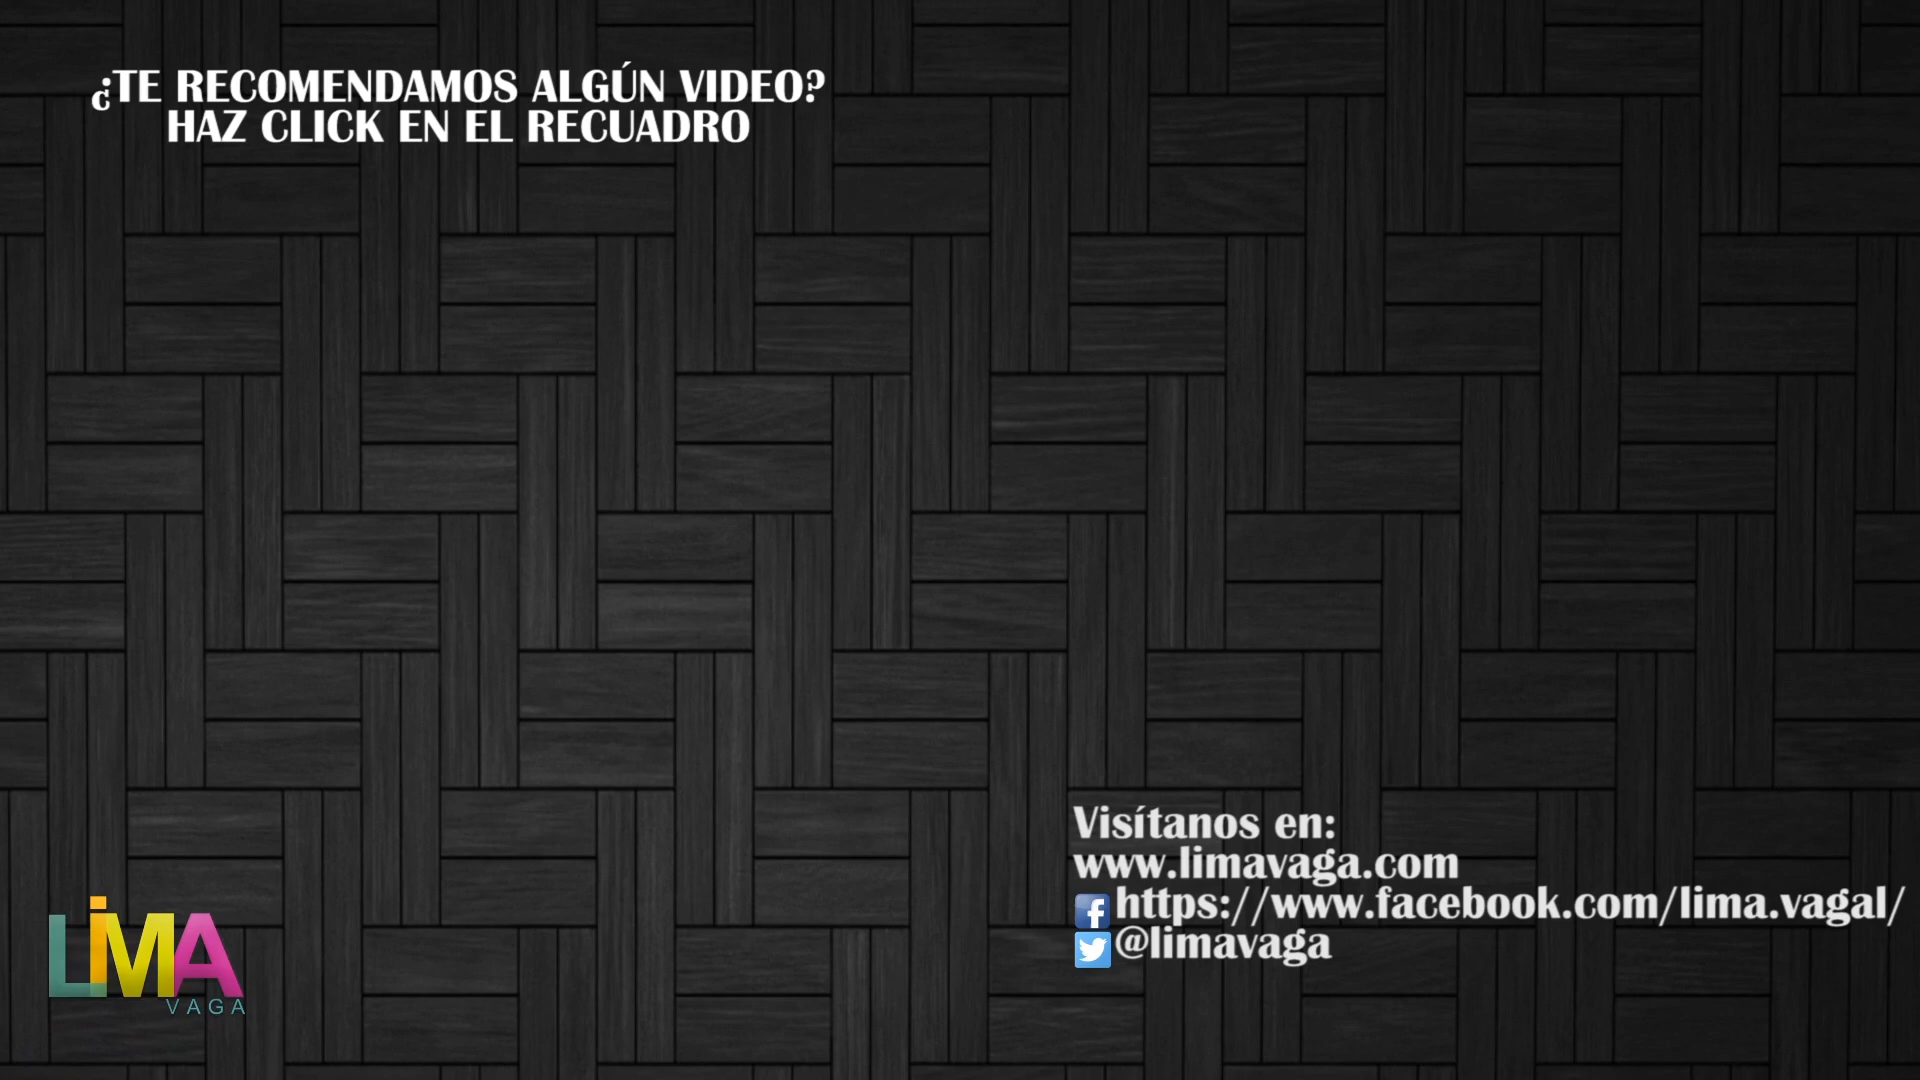 ¿TE RECOMENDAMOS ALGÚN VIDEO?
HAZ CLICK EN EL RECUADRO
Visítanos en:
www.limavaga.com
https://www.facebook.com/lima.vagal/
@limavaga
LiMA
VAGA